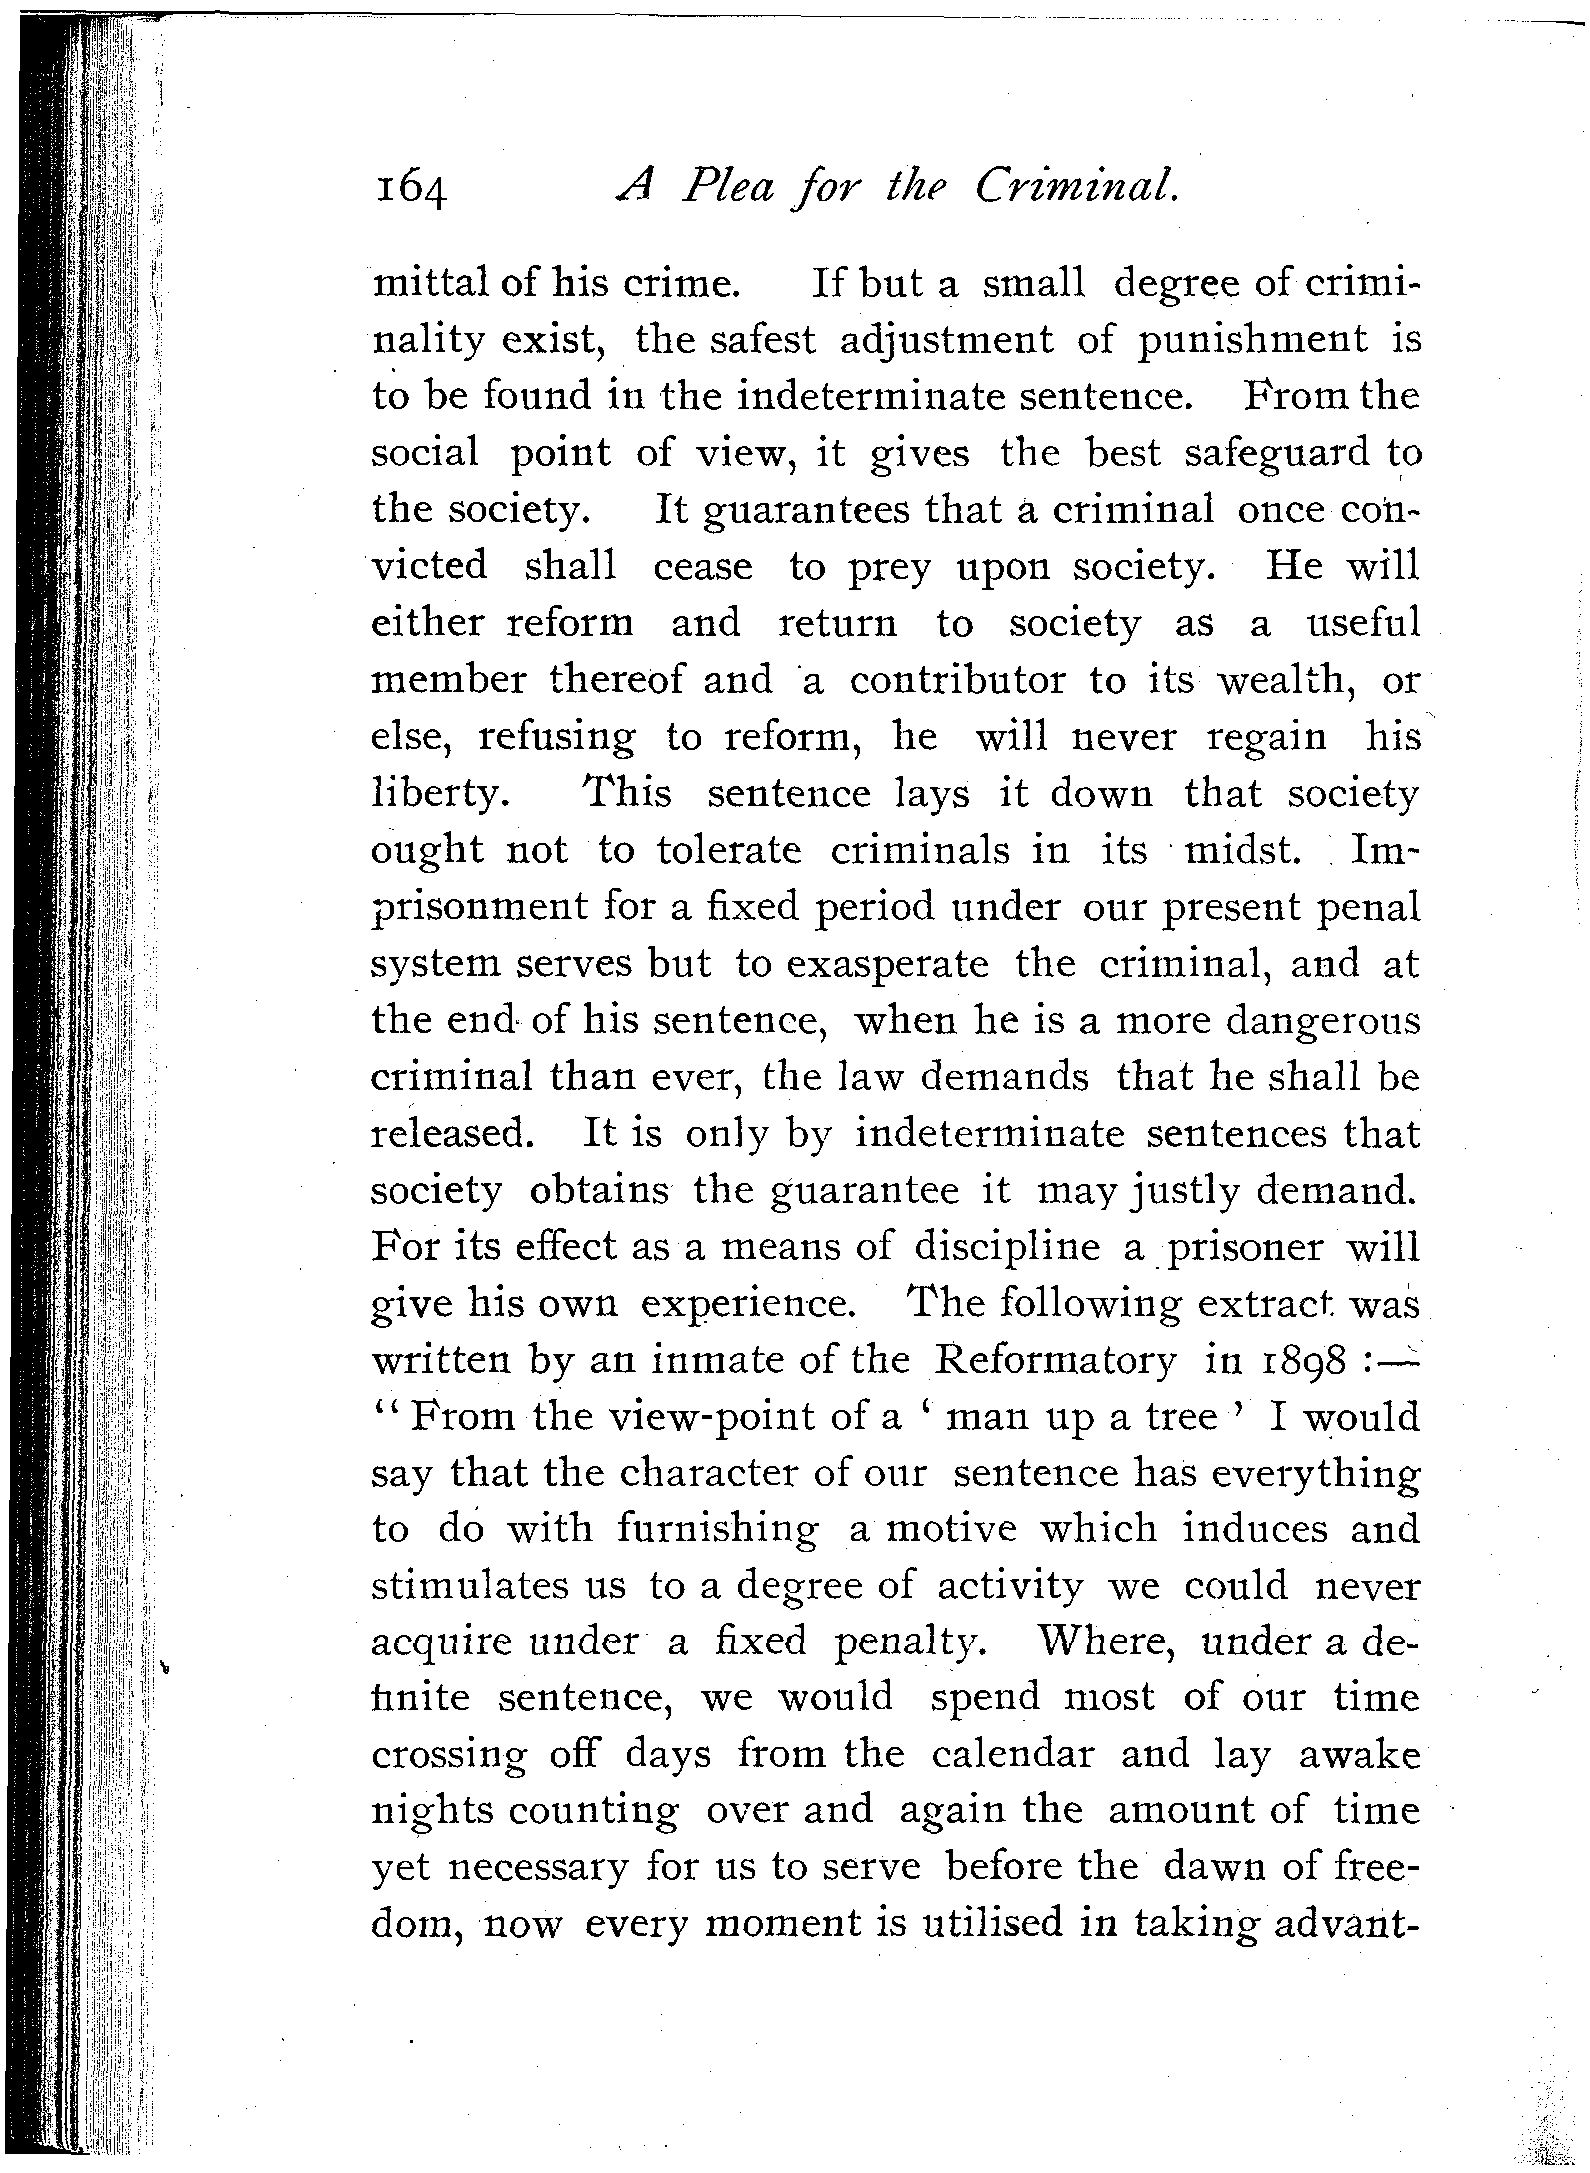 164 A Plea for the Criminal.
mittal of his crime. If but a small degree of crimi-
nality exist, the safest adjustment of punishment is
to be found in the indeterminate sentence. From the
social point of view, it gives the best safeguard to
the society. It guarantees that a criminal once con-
victed shall cease to prey upon society. He will
either reform and return to society as a useful
member thereof and a contributor to its wealth, or
else, refusing to reform, he will never regain his
liberty. This sentence lays it down that society
ought not to tolerate criminals in its midst. Im-
prisonment for a fixed period under our present penal
system serves but to exasperate the criminal, and at
the end of his sentence, when he is a more dangerous
criminal than ever, the law demands that he shall be
released. It is only by indeterminate sentences that
society obtains the guarantee it may justly demand.
For its effect as a means of discipline a prisoner will
give his own experience. The following extract was
written by an inmate of the Reformatory in 1898 :—
“ From the view-point of a ‘ man up a tree ’ I would
say that the character of our sentence has everything
to do with furnishing a motive which induces and
stimulates us to a degree of activity we could never
acquire under a fixed penalty. Where, under a de-
finite sentence, we would spend most of our time
crossing off days from the calendar and lay awake
nights counting over and again the amount of time
yet necessary for us to serve before the dawn of free-
dom, now every moment is utilised in taking advant-